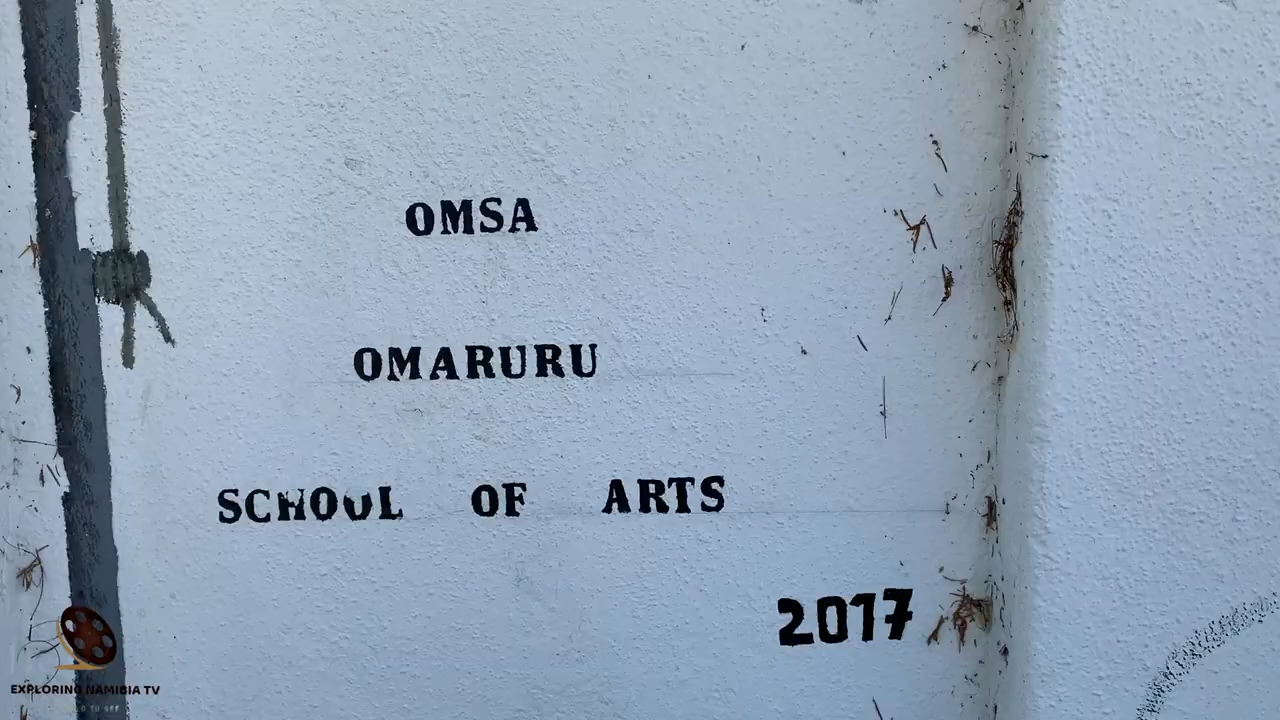 OMSA
OMARURU
SCHOOL OF ARTS
2017
EXPLORING NAMIBIA TV